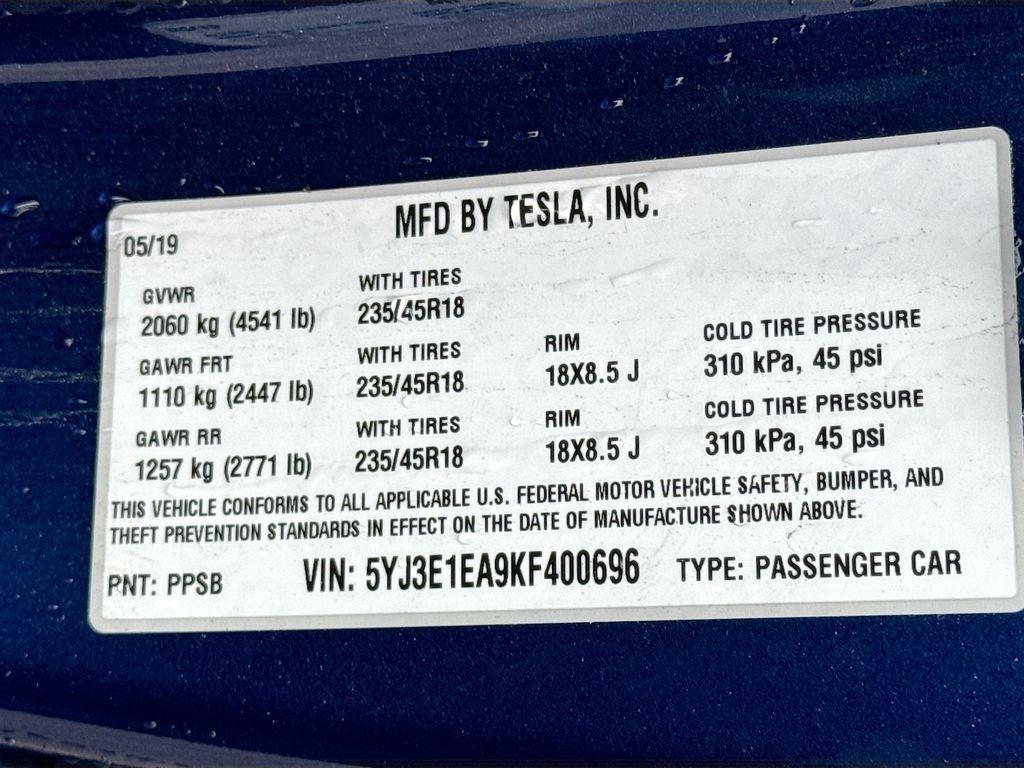 MFD BY TESLA, INC.
05/19
GVWR WITH TIRES
2060 kg (4541 lb) 235/45R18
GAWR FRT WITH TIRES RIM COLD TIRE PRESSURE
1110 kg (2447 lb) 235/45R18 18X8.5 J 310 kPa, 45 psi
GAWR RR WITH TIRES RIM COLD TIRE PRESSURE
1257 kg (2771 lb) 235/45R18 18X8.5 J 310 kPa, 45 psi
THIS VEHICLE CONFORMS TO ALL APPLICABLE U.S. FEDERAL MOTOR VEHICLE SAFETY, BUMPER, AND
THEFT PREVENTION STANDARDS IN EFFECT ON THE DATE OF MANUFACTURE SHOWN ABOVE.
PNT: PPSB VIN: 5YJ3E1EA9KF400696 TYPE: PASSENGER CAR